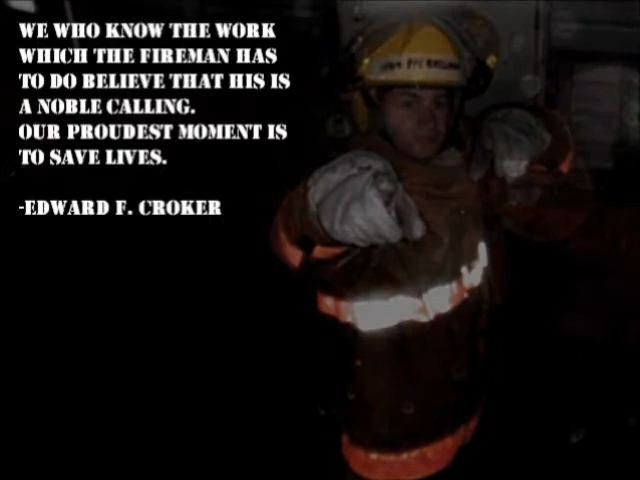 WE WHO KNOW THE WORK
WHICH THE FIREMAN HAS
TO DO BELIEVE THAT HIS IS
A NOBLE CALLING.
OUR PROUDEST MOMENT IS
TO SAVE LIVES.
-EDWARD F. CROKER